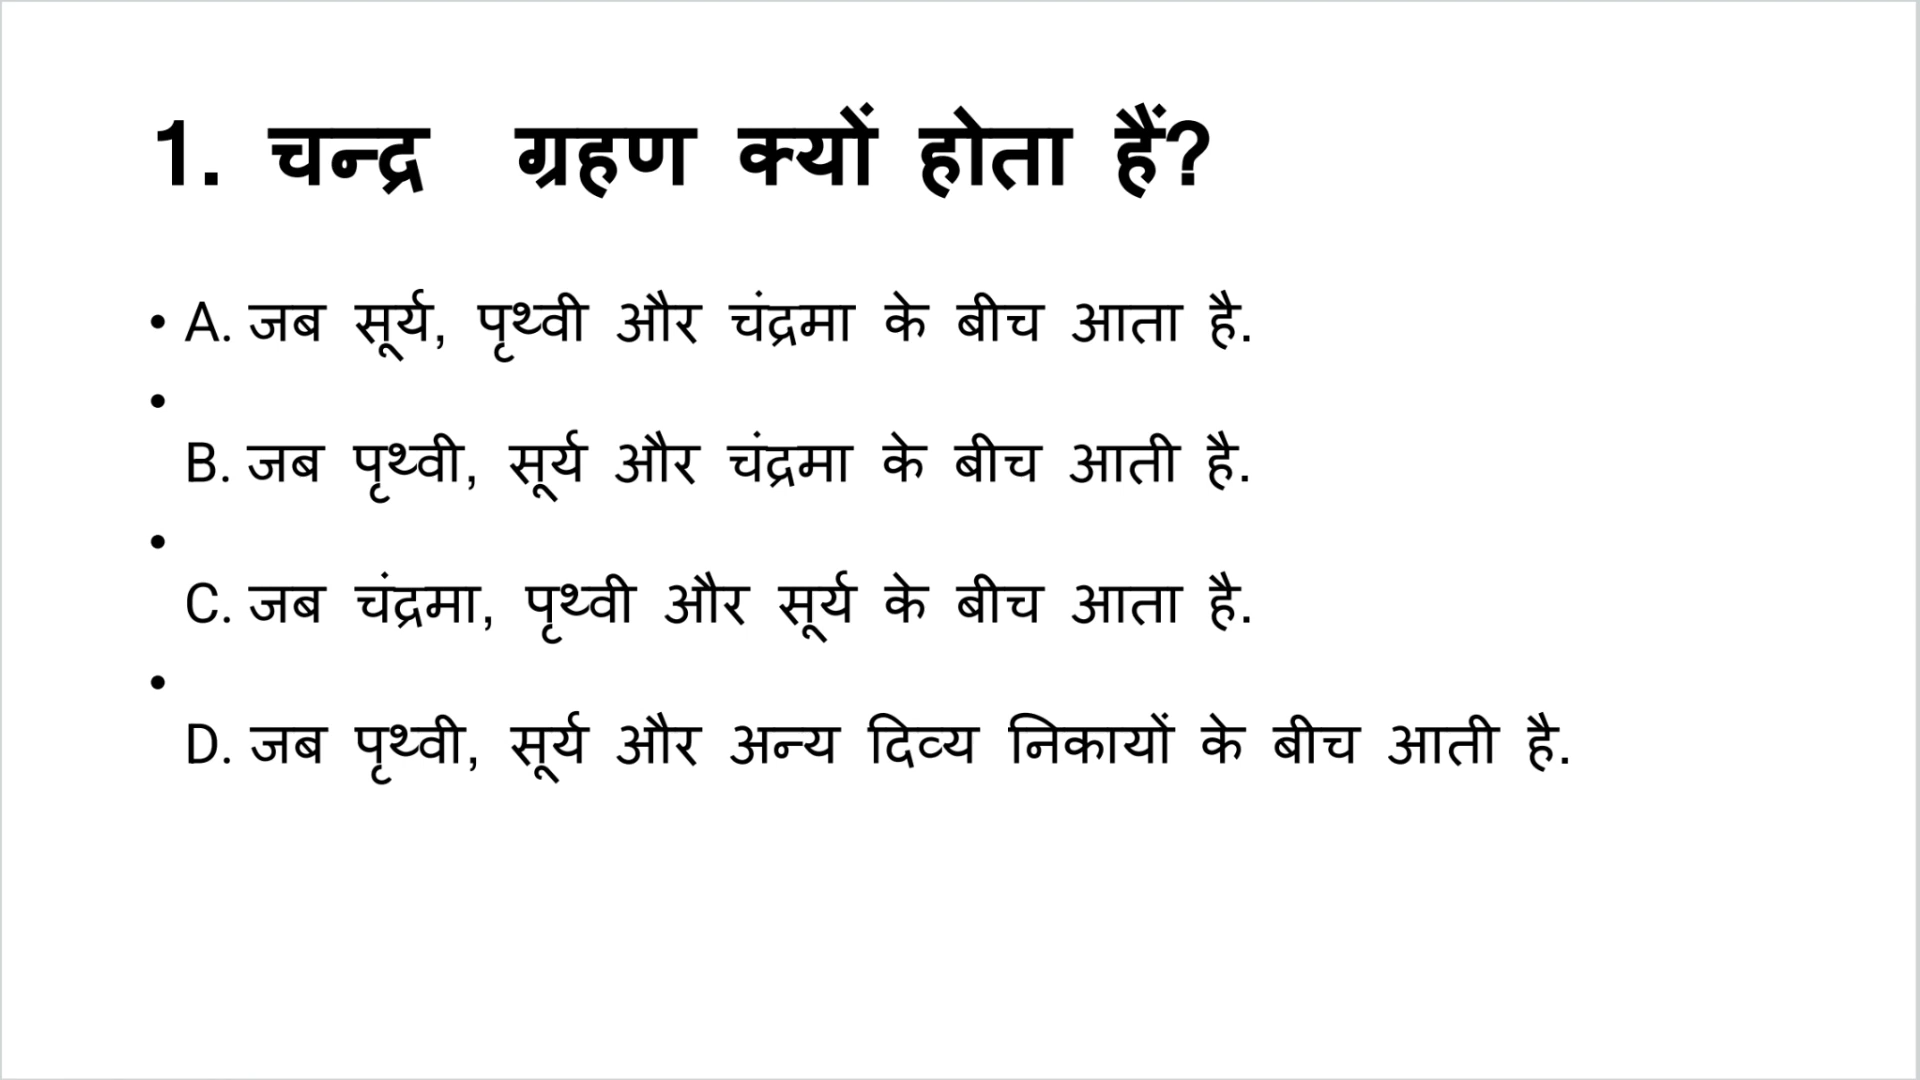 1. चन्द्र ग्रहण क्यों होता हैं?
• A. जब सूर्य, पृथ्वी और चंद्रमा के बीच आता है.
•
B. जब पृथ्वी, सूर्य और चंद्रमा के बीच आती है.
•
C. जब चंद्रमा, पृथ्वी और सूर्य के बीच आता है.
•
D. जब पृथ्वी, सूर्य और अन्य दिव्य निकायों के बीच आती है.